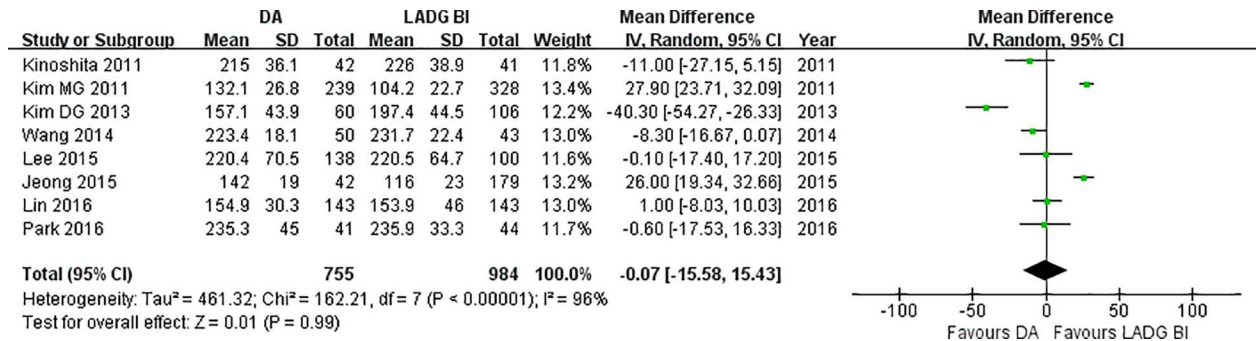 DA LADG BI Mean Difference Mean Difference
Study or Subgroup Mean SD Total Mean SD Total Weight IV, Random, 95% CI Year IV, Random, 95% CI
Kinoshita 2011 215 36.1 42 226 38.9 41 11.8% -11.00 [-27.15, 5.15] 2011
Kim MG 2011 132.1 26.8 239 104.2 22.7 328 13.4% 27.90 [23.71, 32.09] 2011
Kim DG 2013 157.1 43.9 60 197.4 44.5 106 12.2% -40.30 [-54.27, -26.33] 2013
Wang 2014 223.4 18.1 50 231.7 22.4 43 13.0% -8.30 [-16.67, 0.07] 2014
Lee 2015 220.4 70.5 138 220.5 64.7 100 11.6% -0.10 [-17.40, 17.20] 2015
Jeong 2015 142 19 42 116 23 179 13.2% 26.00 [19.34, 32.66] 2015
Lin 2016 154.9 30.3 143 153.9 46 143 13.0% 1.00 [-8.03, 10.03] 2016
Park 2016 235.3 45 41 235.9 33.3 44 11.7% -0.60 [-17.53, 16.33] 2016
Total (95% CI) 755 984 100.0% -0.07 [-15.58, 15.43]
Heterogeneity: Tau² = 461.32; Chi² = 162.21, df = 7 (P < 0.00001); I² = 96%
Test for overall effect: Z = 0.01 (P = 0.99)
-100 -50 0 50 100
Favours DA Favours LADG BI